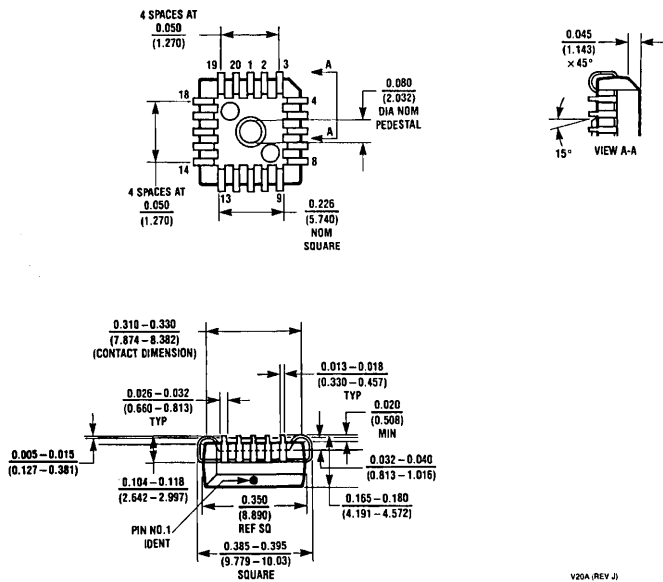 4 SPACES AT
0.050
(1.270)
19 20 1 2 3
A
18
4
0.080
(2.032)
DIA NOM
PEDESTAL
A
14
8
4 SPACES AT
0.050
(1.270)
13
9
0.226
(5.740)
NOM
SQUARE
0.045
(1.143)
× 45°
15°
VIEW A-A
0.310 – 0.330
(7.874 – 8.382)
(CONTACT DIMENSION)
0.013 – 0.018
(0.330 – 0.457)
TYP
0.026 – 0.032
(0.660 – 0.813)
TYP
0.020
(0.508)
MIN
0.005 – 0.015
(0.127 – 0.381)
0.032 – 0.040
(0.813 – 1.016)
0.104 – 0.118
(2.642 – 2.997)
0.165 – 0.180
(4.191 – 4.572)
0.350
(8.890)
REF SQ
PIN NO.1
IDENT
0.385 – 0.395
(9.779 – 10.03)
SQUARE
V20A (REV J)